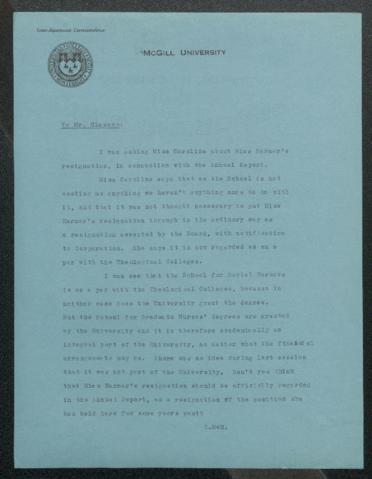 Inter-Department Correspondence
McGILL UNIVERSITY
To Mr. Glassco:
I was asking Miss Caroline about Miss Harmer's
resignation, in connection with the Annual Report.
Miss Caroline says that as the School is not
costing us anything we haven't anything more to do with
it, and that it was not thought necessary to put Miss
Harmer's resignation through in the ordinary way as
a resignation accepted by the Board, with notification
to Corporation. She says it is now regarded as on a
par with the Theological Colleges.
I can see that the School for Social Workers
is on a par with the Theological Colleges, because in
neither case does the University grant the degree.
But the School for Graduate Nurses' degrees are granted
by the University and it is therefore academically an
integral part of the University, no matter what the financial
arrangements may be. There was no idea during last session
that it was not part of the University. Don't you think
that Miss Harmer's resignation should be officially regarded
in the Annual Report, as a resignation of the position she
has held here for some years past?